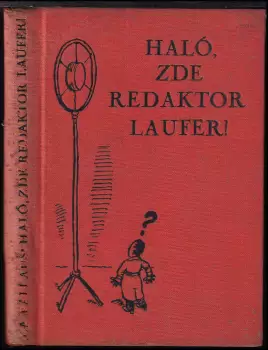 HALÓ,
ZDE
REDAKTOR
LAUFER!
?
HALÓ, ZDE REDAKTOR LAUFER!